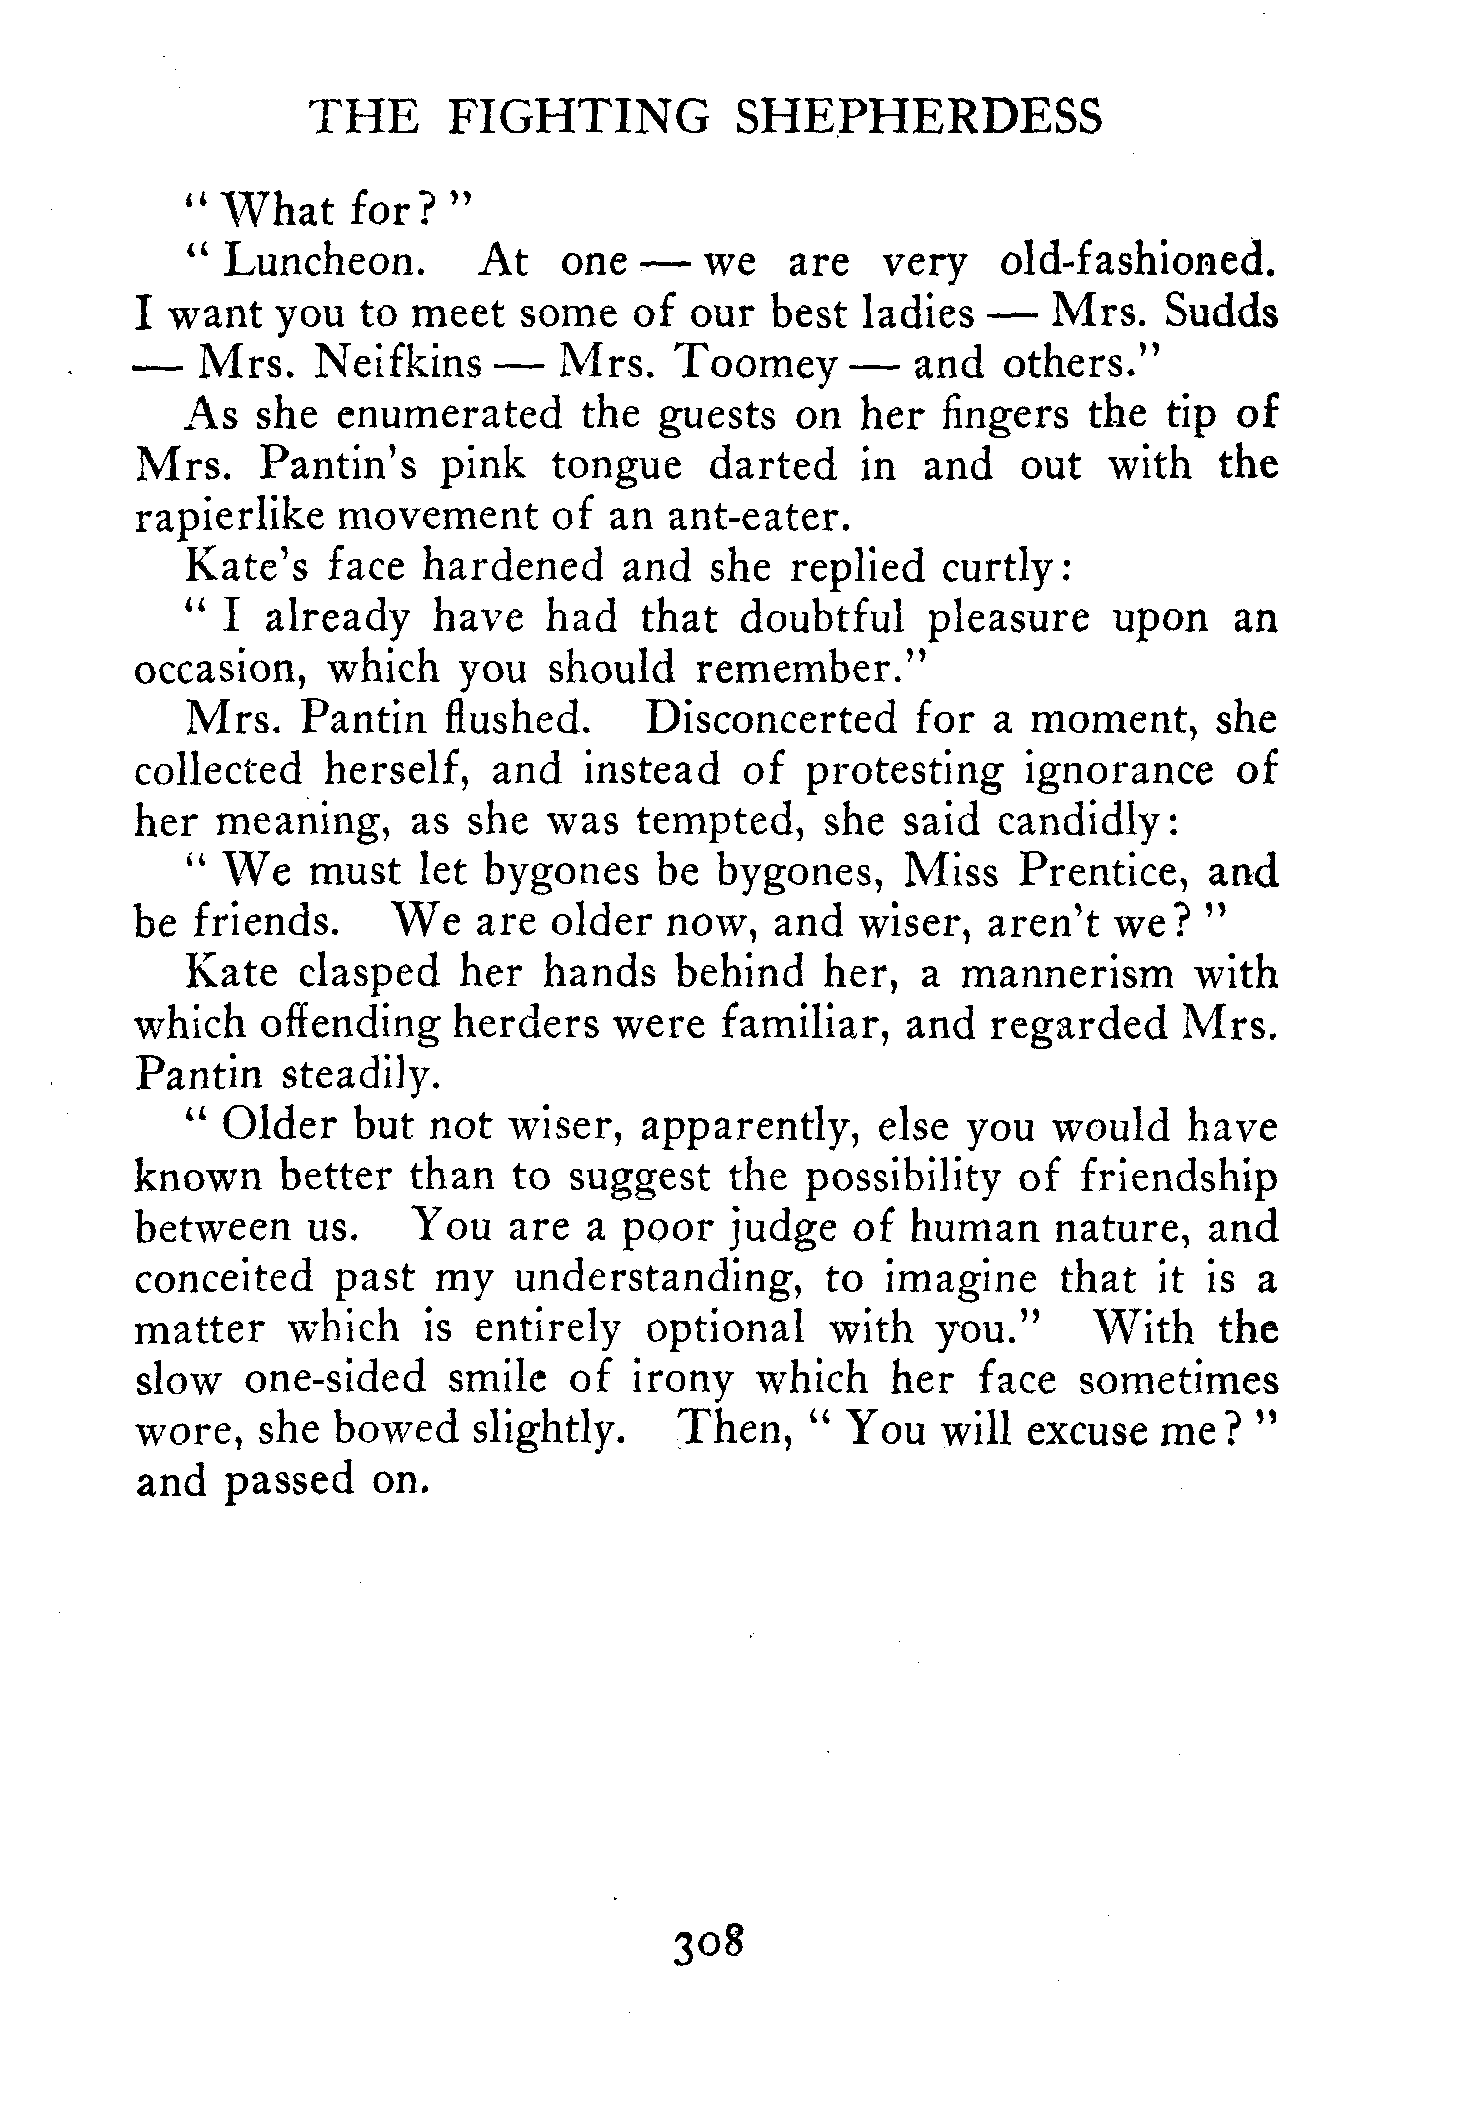 THE FIGHTING SHEPHERDESS
" What for? "
" Luncheon. At one — we are very old-fashioned.
I want you to meet some of our best ladies — Mrs. Sudds
— Mrs. Neifkins — Mrs. Toomey — and others."
As she enumerated the guests on her fingers the tip of
Mrs. Pantin's pink tongue darted in and out with the
rapierlike movement of an ant-eater.
Kate's face hardened and she replied curtly:
" I already have had that doubtful pleasure upon an
occasion, which you should remember."
Mrs. Pantin flushed. Disconcerted for a moment, she
collected herself, and instead of protesting ignorance of
her meaning, as she was tempted, she said candidly:
" We must let bygones be bygones, Miss Prentice, and
be friends. We are older now, and wiser, aren't we? "
Kate clasped her hands behind her, a mannerism with
which offending herders were familiar, and regarded Mrs.
Pantin steadily.
" Older but not wiser, apparently, else you would have
known better than to suggest the possibility of friendship
between us. You are a poor judge of human nature, and
conceited past my understanding, to imagine that it is a
matter which is entirely optional with you." With the
slow one-sided smile of irony which her face sometimes
wore, she bowed slightly. Then, " You will excuse me? "
and passed on.
308